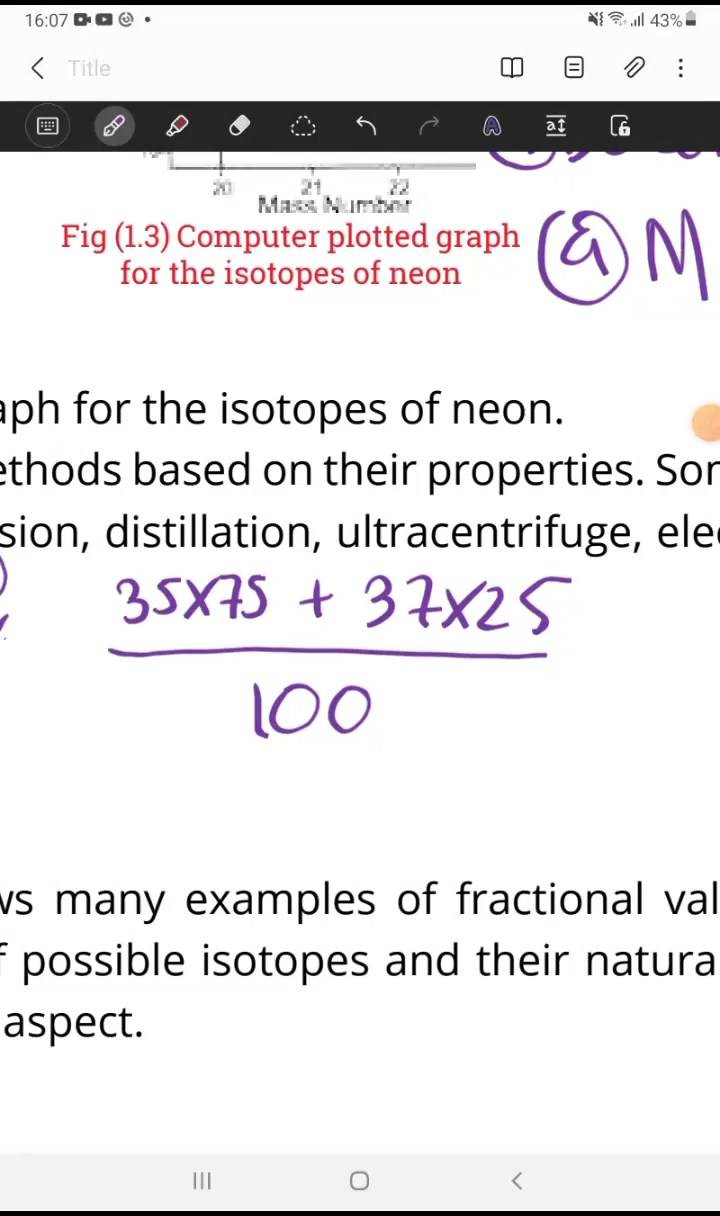 16:07 43%
Title
20 21 22
Mass Number
Fig (1.3) Computer plotted graph
for the isotopes of neon
M
aph for the isotopes of neon.
ethods based on their properties. Sor
sion, distillation, ultracentrifuge, ele
35x75 + 37x25
100
ws many examples of fractional val
f possible isotopes and their natura
aspect.